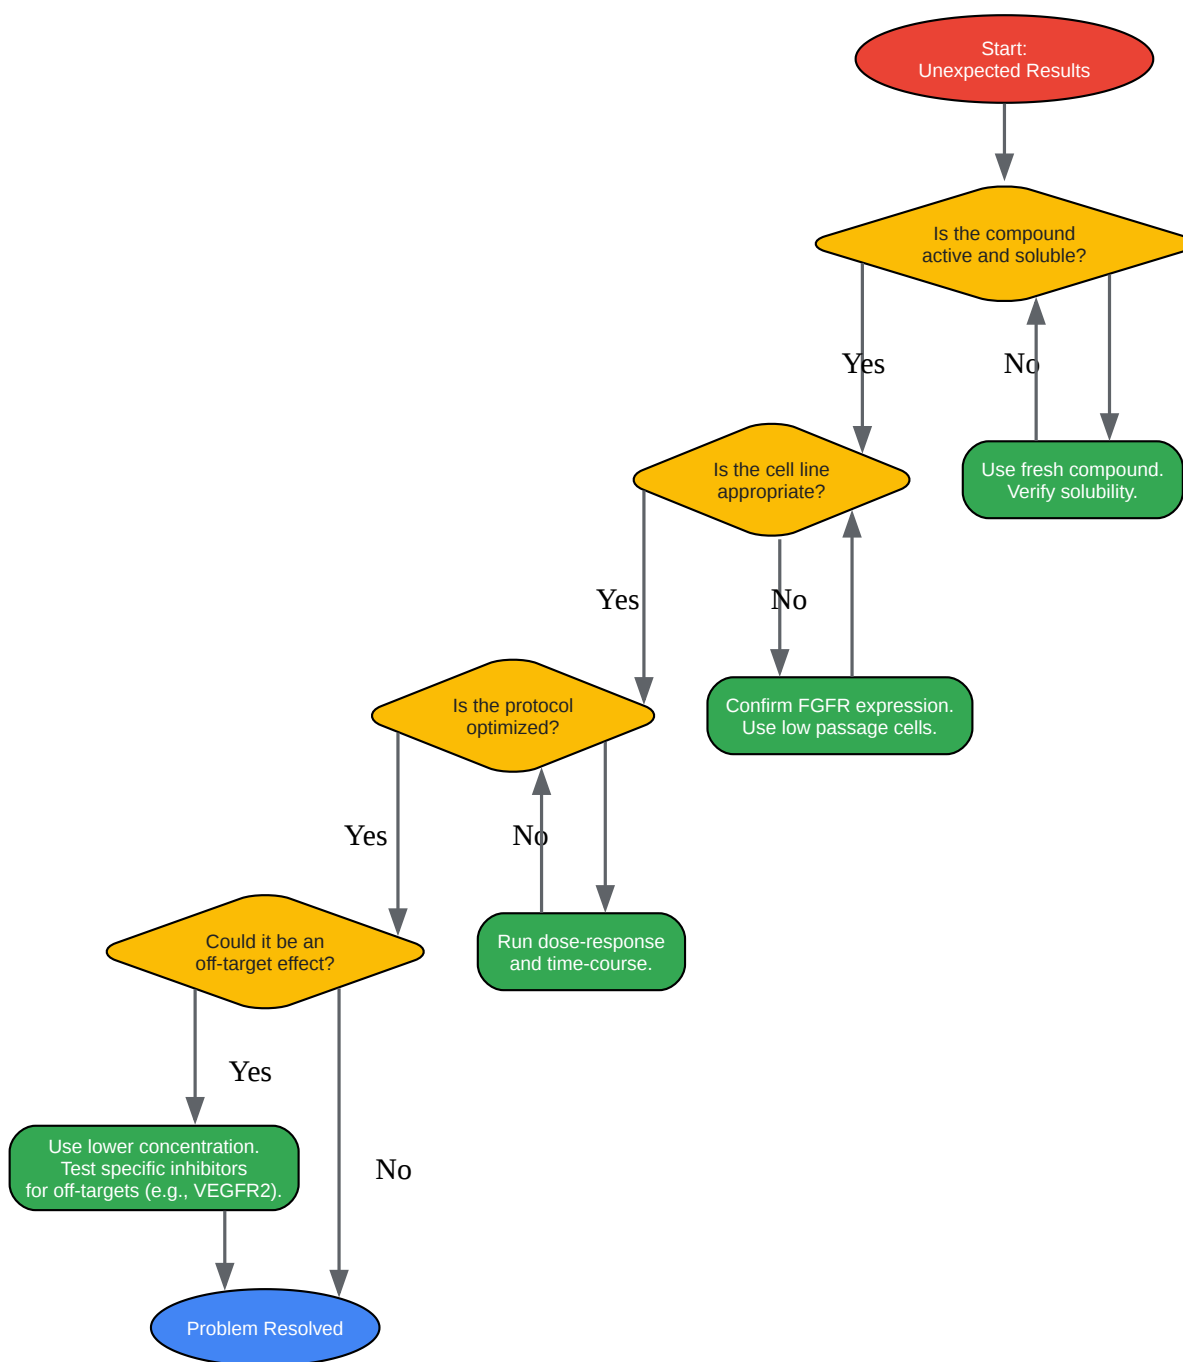 Start:
Unexpected Results
Is the compound
active and soluble?
Yes
No
Is the cell line
appropriate?
Use fresh compound.
Verify solubility.
Yes
No
Is the protocol
optimized?
Confirm FGFR expression.
Use low passage cells.
Yes
No
Could it be an
off-target effect?
Run dose-response
and time-course.
Yes
Use lower concentration.
Test specific inhibitors
for off-targets (e.g., VEGFR2).
No
Problem Resolved